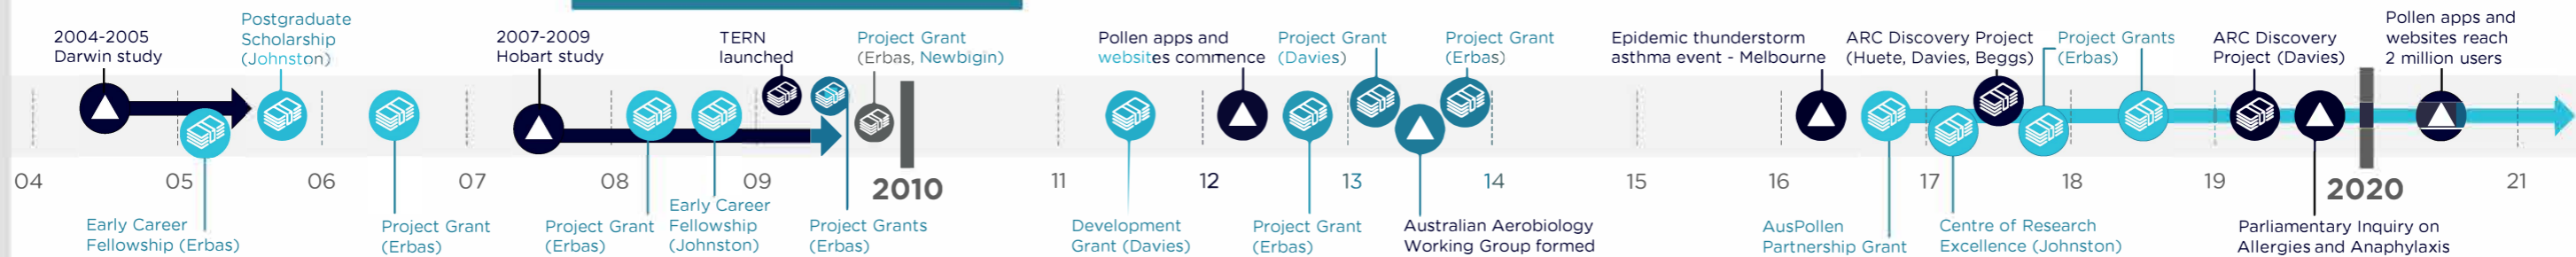 2004-2005
Darwin study
Postgraduate
Scholarship
(Johnston)
2007-2009
Hobart study
TERN
launched
Project Grant
(Erbas, Newbigin)
Pollen apps and
websites commence
Project Grant
(Davies)
Project Grant
(Erbas)
Epidemic thunderstorm
asthma event - Melbourne
ARC Discovery Project
(Huete, Davies, Beggs)
Project Grants
(Erbas)
ARC Discovery
Project (Davies)
Pollen apps and
websites reach
2 million users
04 05 06 07 08 09 2010 11 12 13 14 15 16 17 18 19 2020 21
Early Career
Fellowship (Erbas)
Project Grant
(Erbas)
Project Grant
(Erbas)
Early Career
Fellowship
(Johnston)
Project Grants
(Erbas)
Development
Grant (Davies)
Project Grant
(Erbas)
Australian Aerobiology
Working Group formed
AusPollen
Partnership Grant
Centre of Research
Excellence (Johnston)
Parliamentary Inquiry on
Allergies and Anaphylaxis